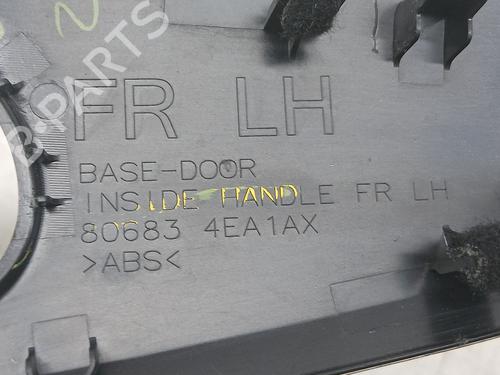 FR LH
BASE-DOOR
INSIDE HANDLE FR LH
80683 4EA1AX
>ABS<
B-PARTS